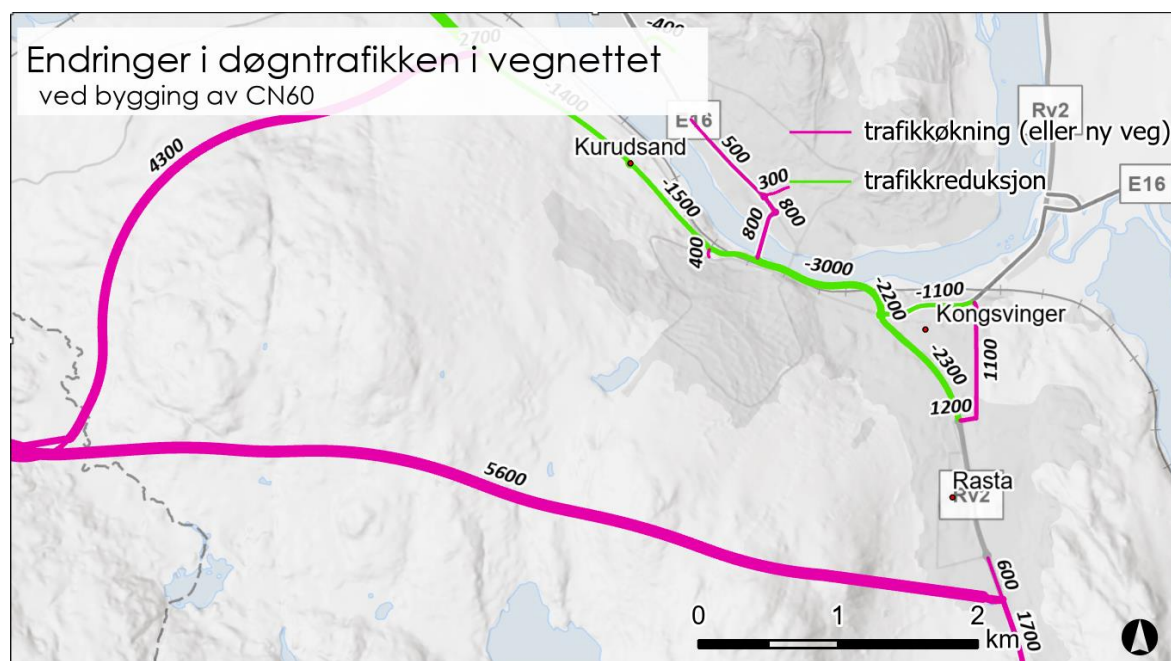 Endringer i døgntrafikken i vegnettet
ved bygging av CN60
-400
2700
-1400
E16
Rv2
trafikkøkning (eller ny veg)
500
Kurudsand
4300
300
trafikkreduksjon
E16
-1500
800
800
400
-3000
-2200
-1100
Kongsvinger
-2300
1100
1200
5600
Rasta
Rv2
600
0 1 2
km
1700